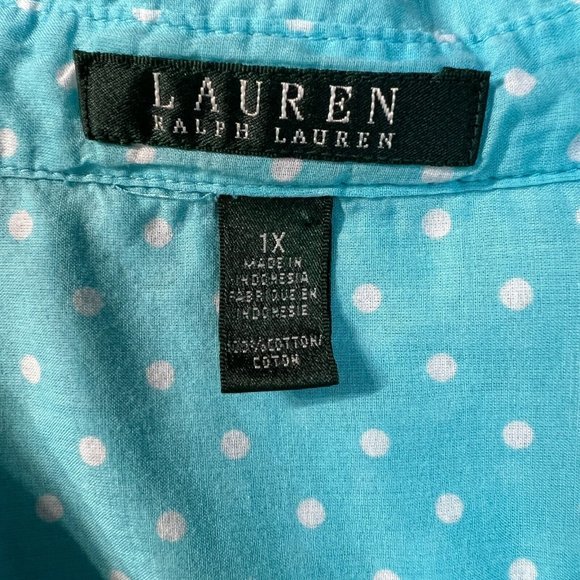 LAUREN
RALPH LAUREN
1X
MADE IN
INDONESIA
FABRIQUE EN
INDONESIE
100%COTTON/
COTON